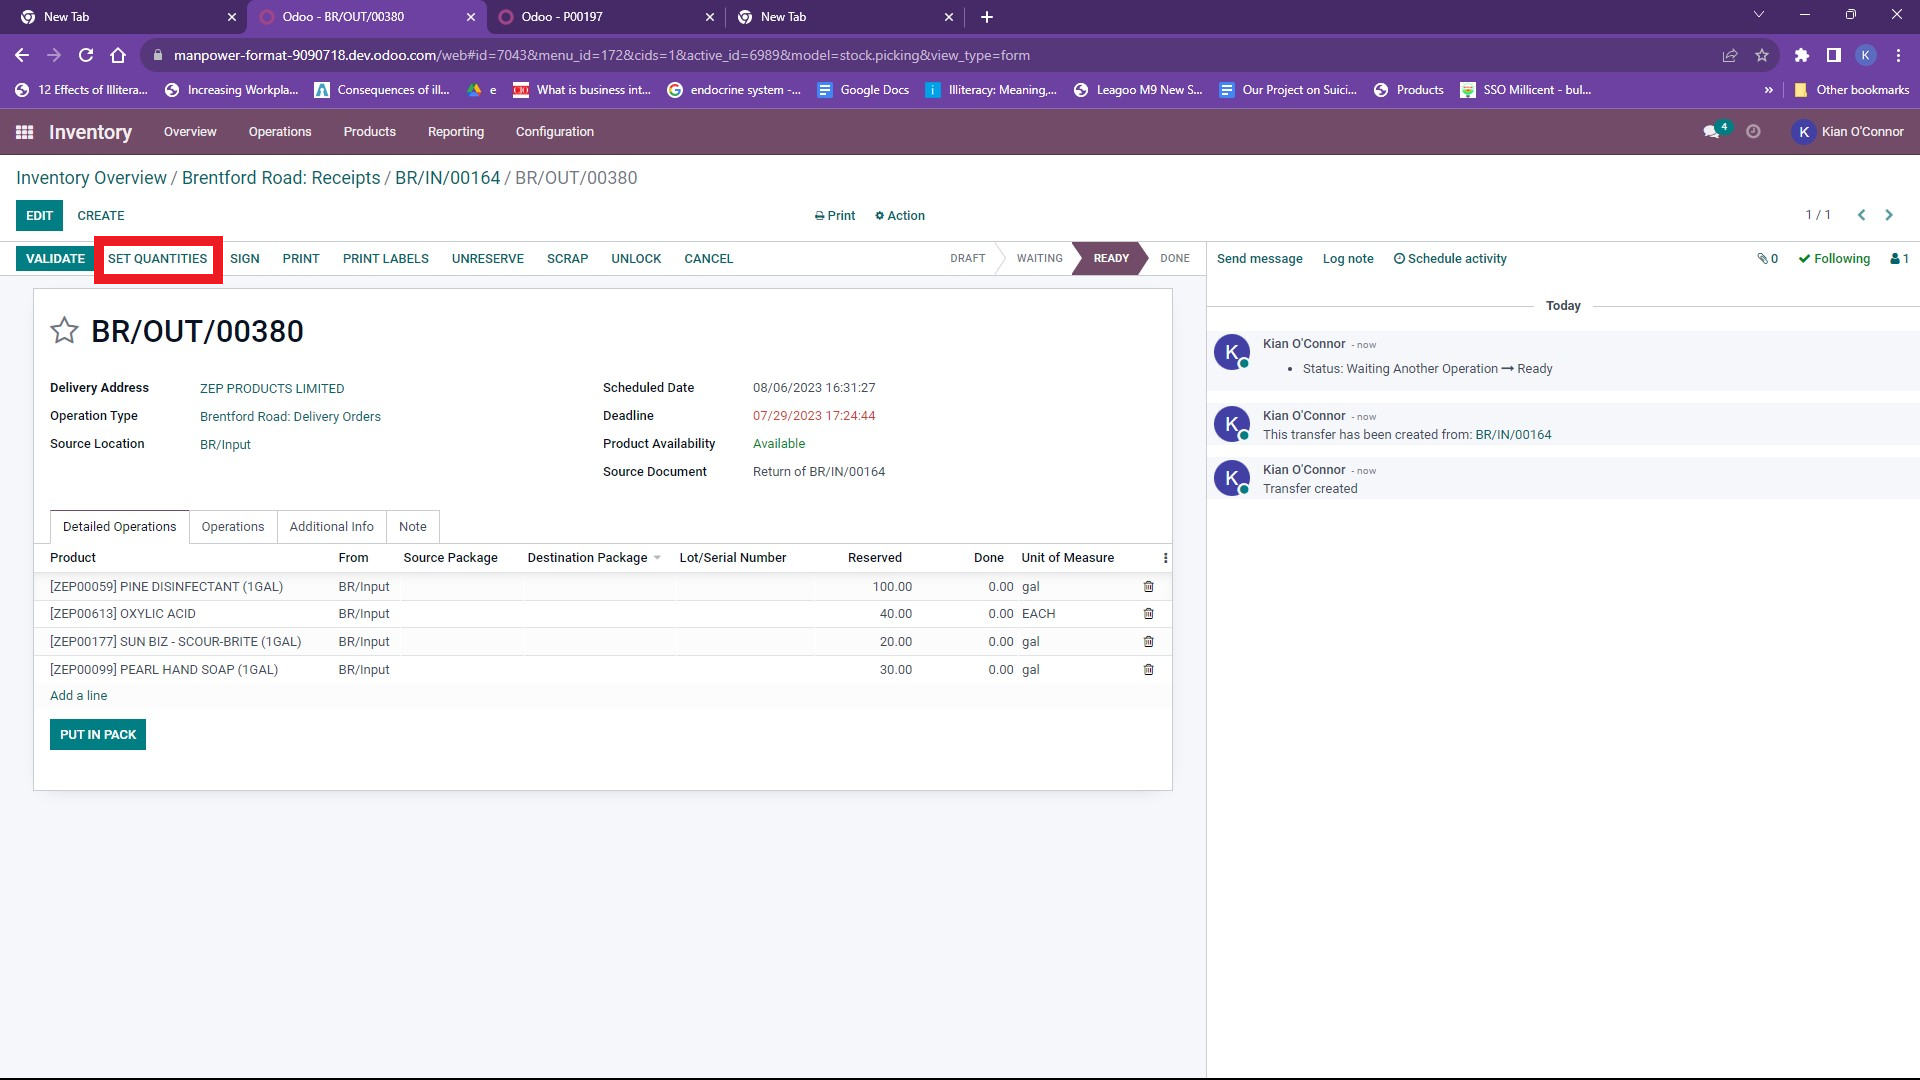 New Tab
Odoo - BR/OUT/00380
Odoo - P00197
New Tab
manpower-format-9090718.dev.odoo.com/web#id=7043&menu_id=172&cids=1&active_id=6989&model=stock.picking&view_type=form
K
12 Effects of Illitera...
Increasing Workpla...
Consequences of ill...
e
What is business int...
endocrine system -...
Google Docs
Illiteracy: Meaning,...
Leagoo M9 New S...
Our Project on Suici...
Products
SSO Millicent - bul...
»
Other bookmarks
Inventory
Overview
Operations
Products
Reporting
Configuration
4
K
Kian O'Connor
Inventory Overview / Brentford Road: Receipts / BR/IN/00164 / BR/OUT/00380
EDIT
CREATE
Print
Action
1 / 1
VALIDATE
SET QUANTITIES
SIGN
PRINT
PRINT LABELS
UNRESERVE
SCRAP
UNLOCK
CANCEL
DRAFT
WAITING
READY
DONE
Send message
Log note
Schedule activity
0
Following
1
BR/OUT/00380
Delivery Address ZEP PRODUCTS LIMITED
Operation Type Brentford Road: Delivery Orders
Source Location BR/Input
Scheduled Date 08/06/2023 16:31:27
Deadline 07/29/2023 17:24:44
Product Availability Available
Source Document Return of BR/IN/00164
Detailed Operations
Operations
Additional Info
Note
Product From Source Package Destination Package Lot/Serial Number Reserved Done Unit of Measure
[ZEP00059] PINE DISINFECTANT (1GAL) BR/Input 100.00 0.00 gal
[ZEP00613] OXYLIC ACID BR/Input 40.00 0.00 EACH
[ZEP00177] SUN BIZ - SCOUR-BRITE (1GAL) BR/Input 20.00 0.00 gal
[ZEP00099] PEARL HAND SOAP (1GAL) BR/Input 30.00 0.00 gal
Add a line
PUT IN PACK
Today
K
Kian O'Connor - now
• Status: Waiting Another Operation → Ready
K
Kian O'Connor - now
This transfer has been created from: BR/IN/00164
K
Kian O'Connor - now
Transfer created